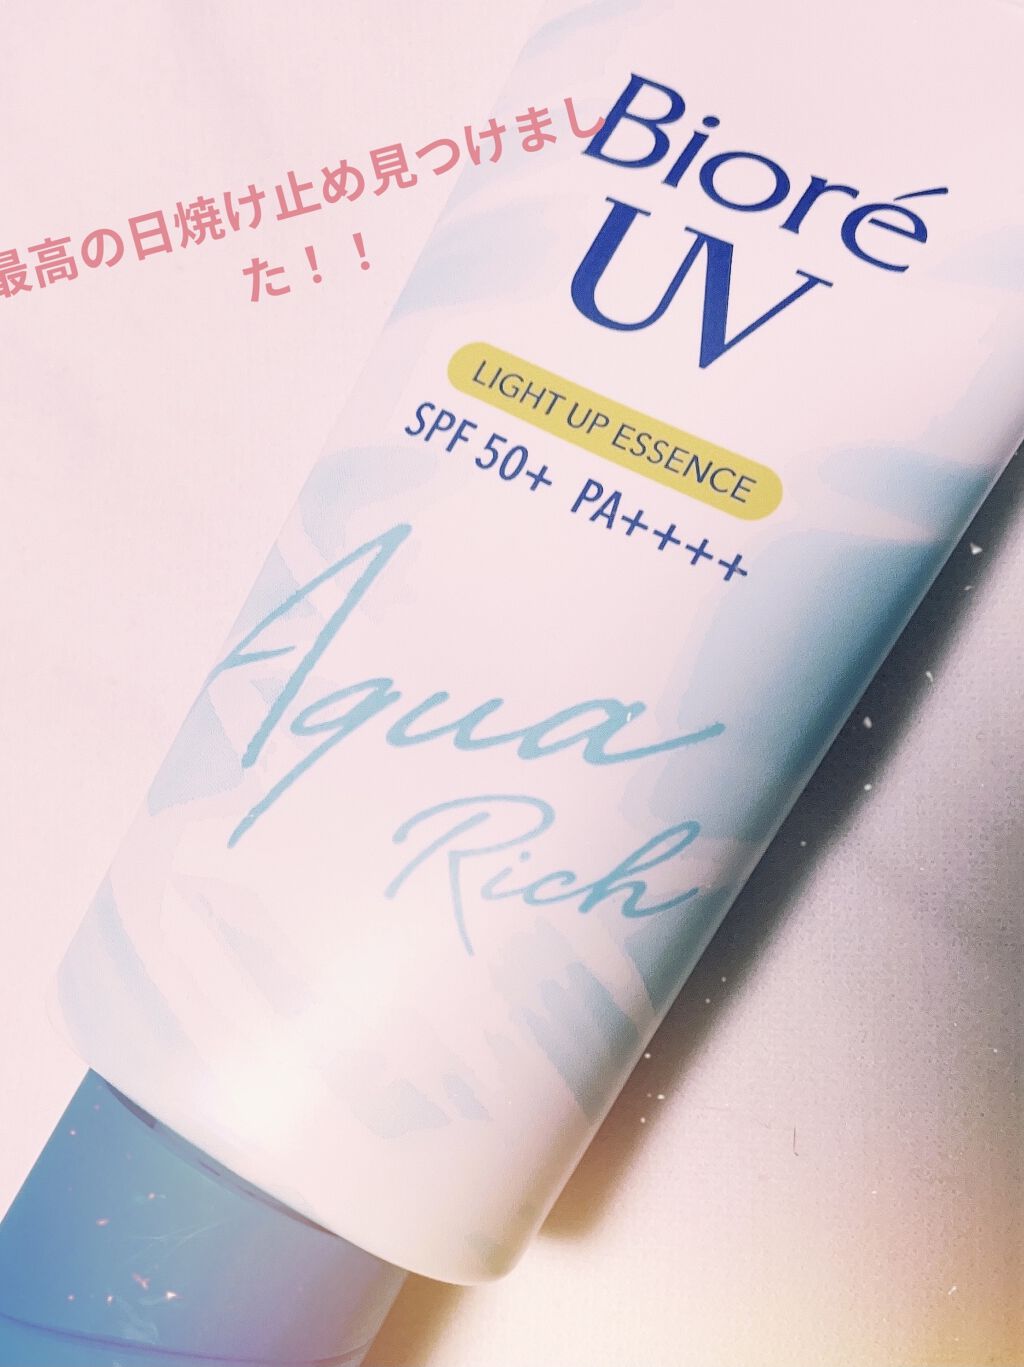 最高の日焼け止め見つけまし
た！！
Bioré
UV
LIGHT UP ESSENCE
SPF 50+ PA++++
Aqua
Rich